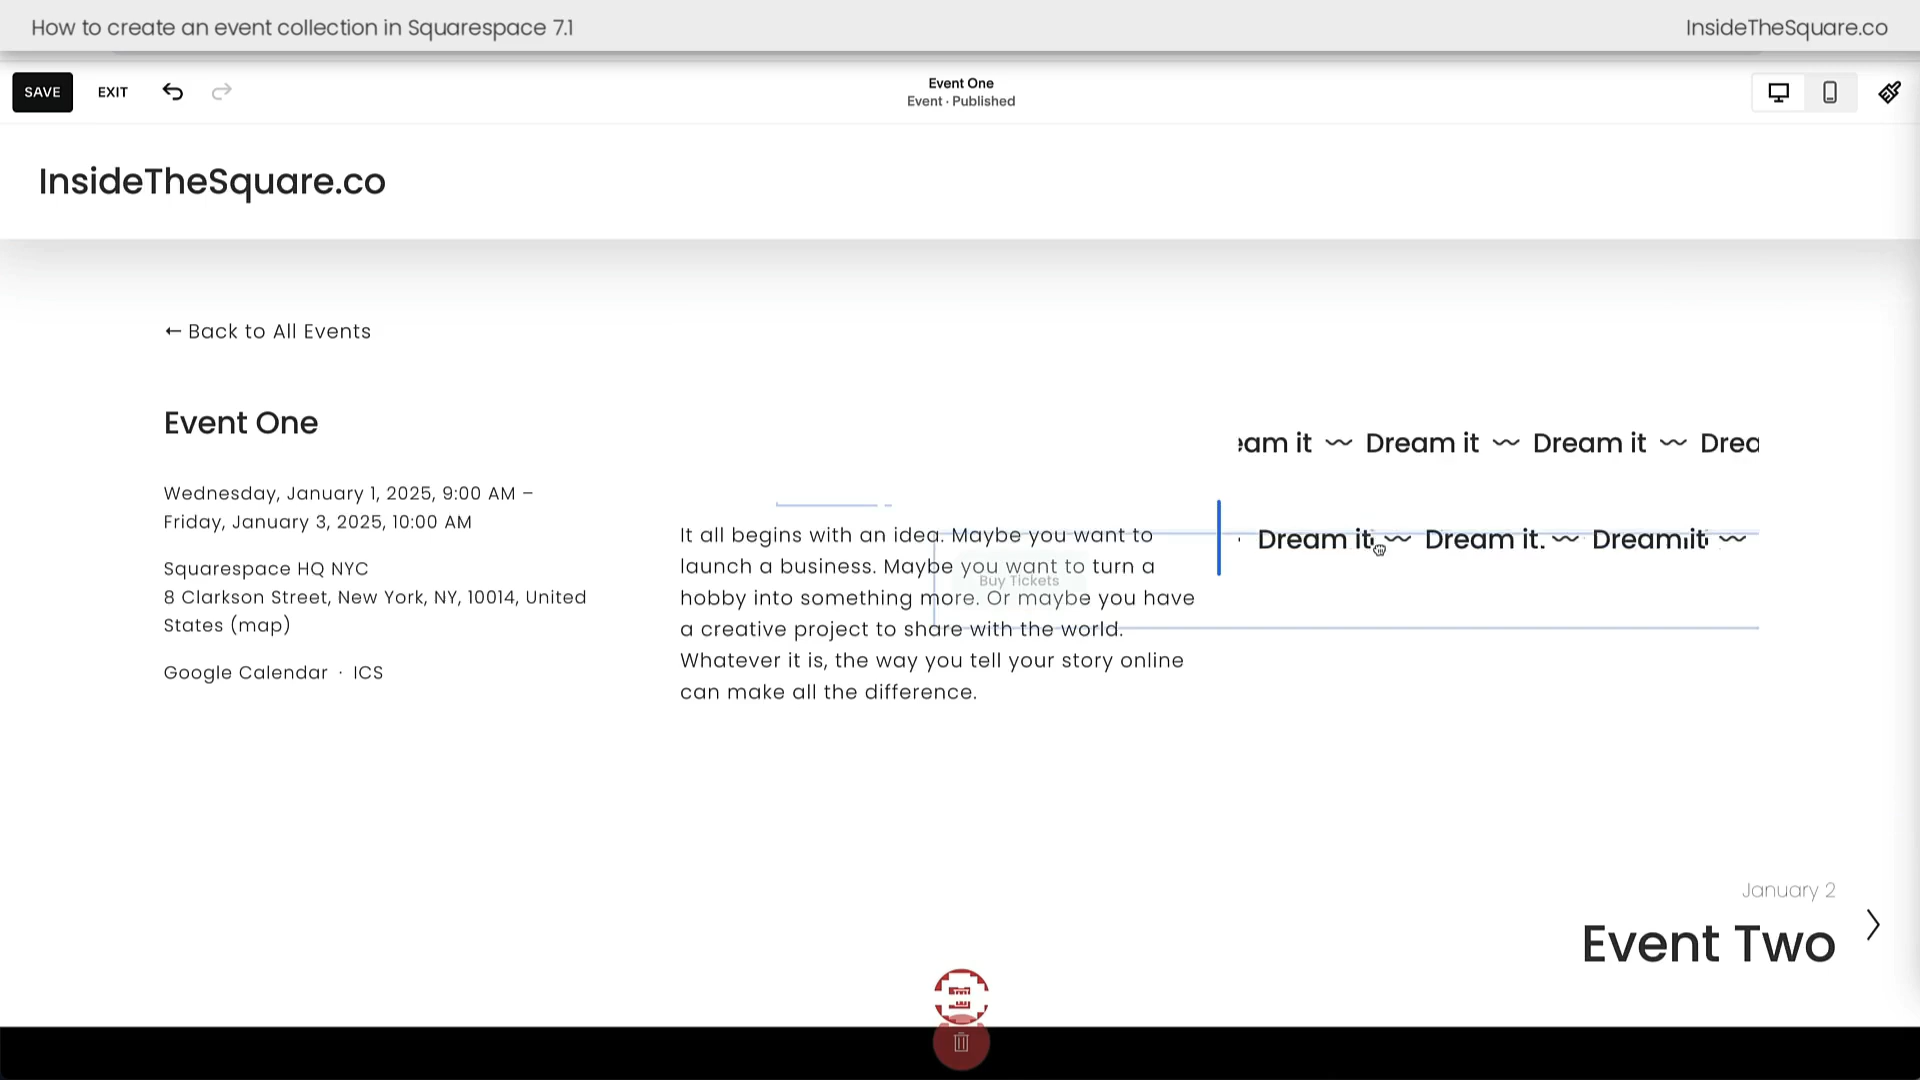 How to create an event collection in Squarespace 7.1
InsideTheSquare.co
SAVE
EXIT
Event One
Event · Published
InsideTheSquare.co
← Back to All Events
Event One
Wednesday, January 1, 2025, 9:00 AM –
Friday, January 3, 2025, 10:00 AM
Squarespace HQ NYC
8 Clarkson Street, New York, NY, 10014, United
States (map)
Google Calendar · ICS
It all begins with an idea. Maybe you want to
launch a business. Maybe you want to turn a
hobby into something more. Or maybe you have
a creative project to share with the world.
Whatever it is, the way you tell your story online
can make all the difference.
Buy Tickets
eam it Dream it Dream it Drea
Dream it Dream it Dream it
January 2
Event Two